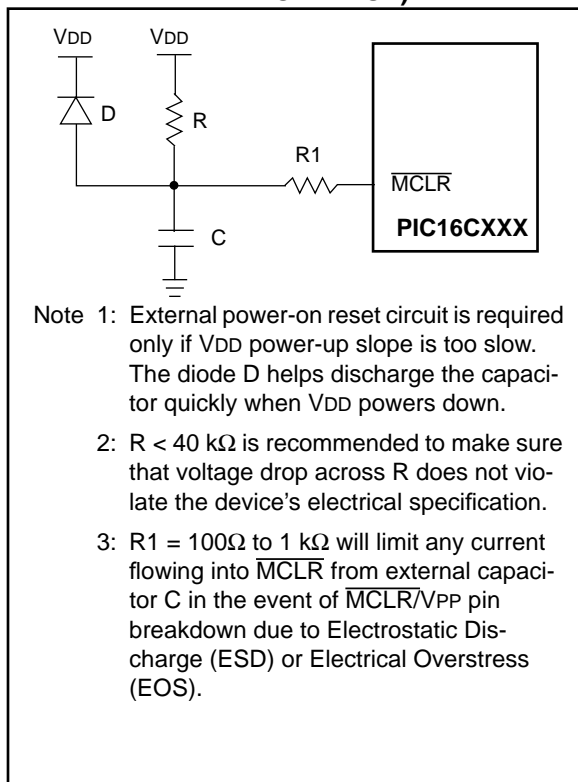 VDD VDD
D
R
R1
MCLR
PIC16CXXX
C
Note 1: External power-on reset circuit is required
only if VDD power-up slope is too slow.
The diode D helps discharge the capaci-
tor quickly when VDD powers down.
2: R < 40 kΩ is recommended to make sure
that voltage drop across R does not vio-
late the device's electrical specification.
3: R1 = 100Ω to 1 kΩ will limit any current
flowing into MCLR from external capaci-
tor C in the event of MCLR/VPP pin
breakdown due to Electrostatic Dis-
charge (ESD) or Electrical Overstress
(EOS).